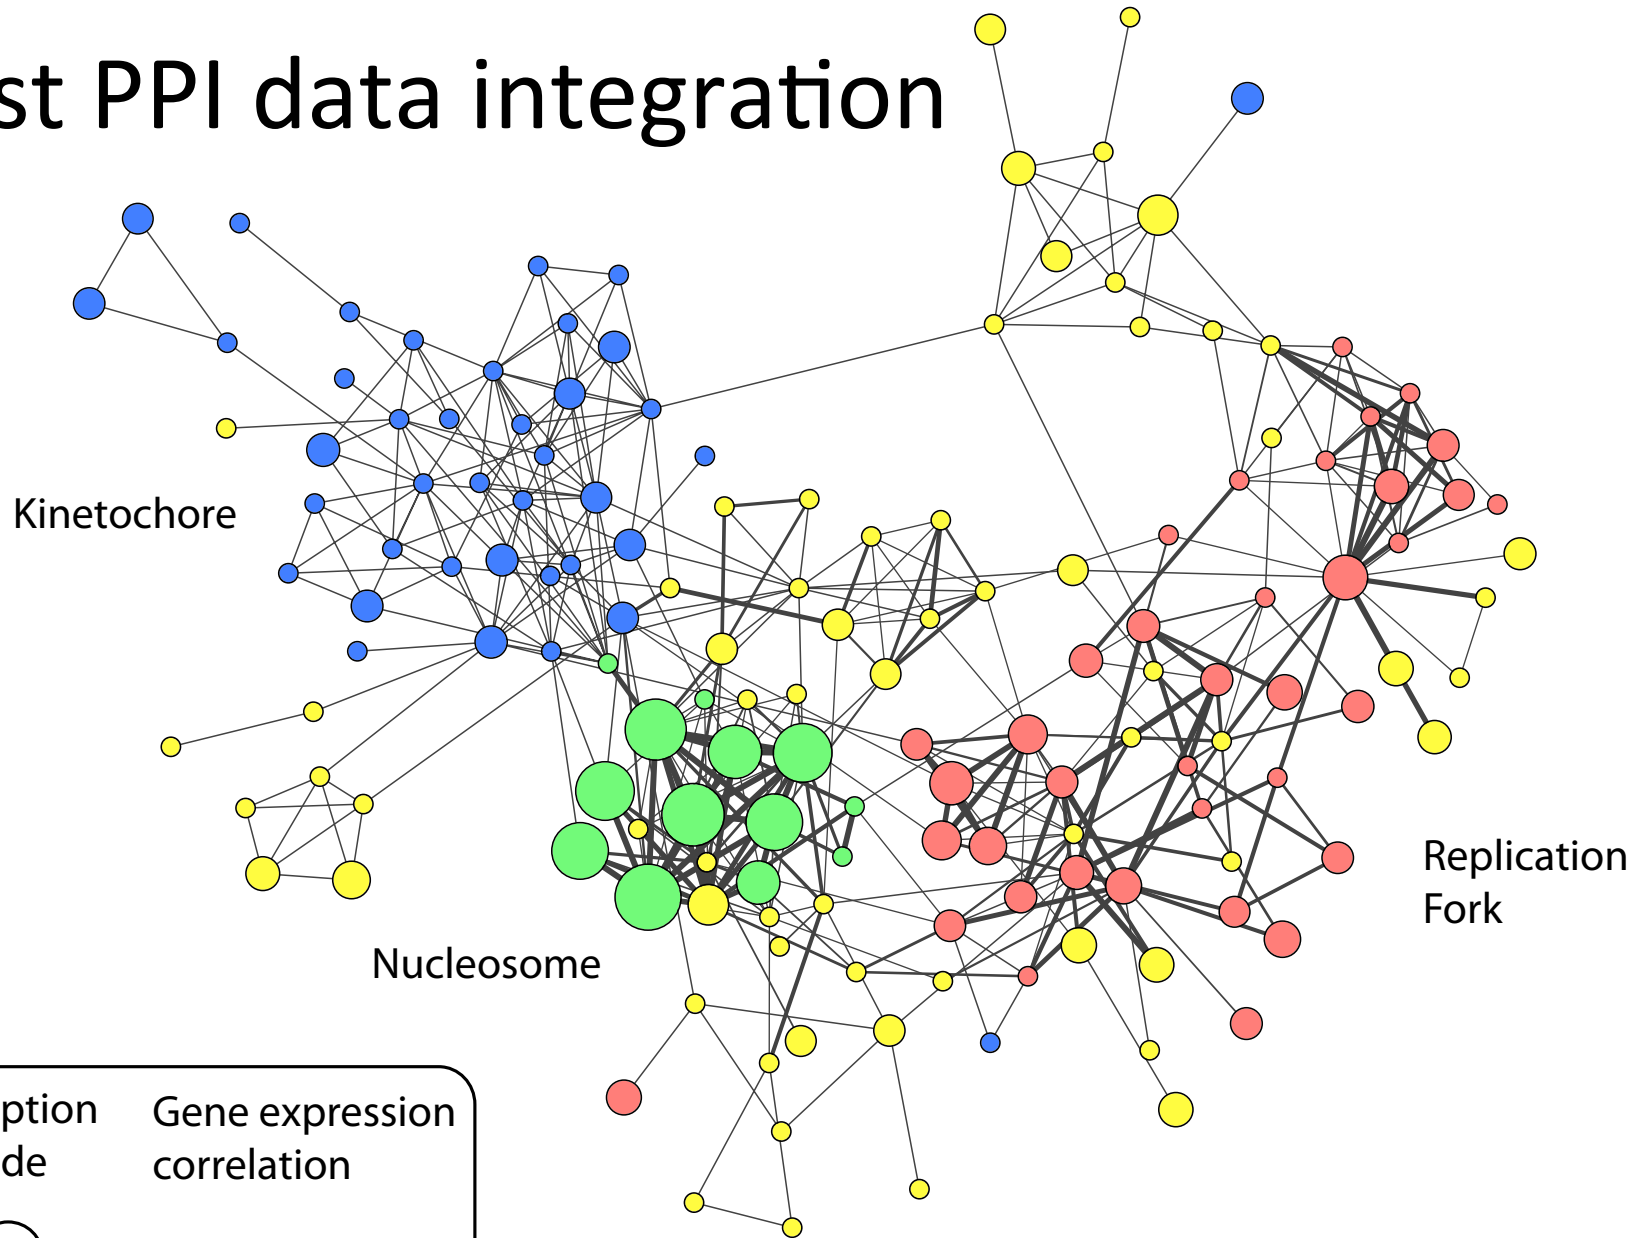 st PPI data integration
Kinetochore
Replication
Fork
Nucleosome
ption
de
Gene expression
correlation